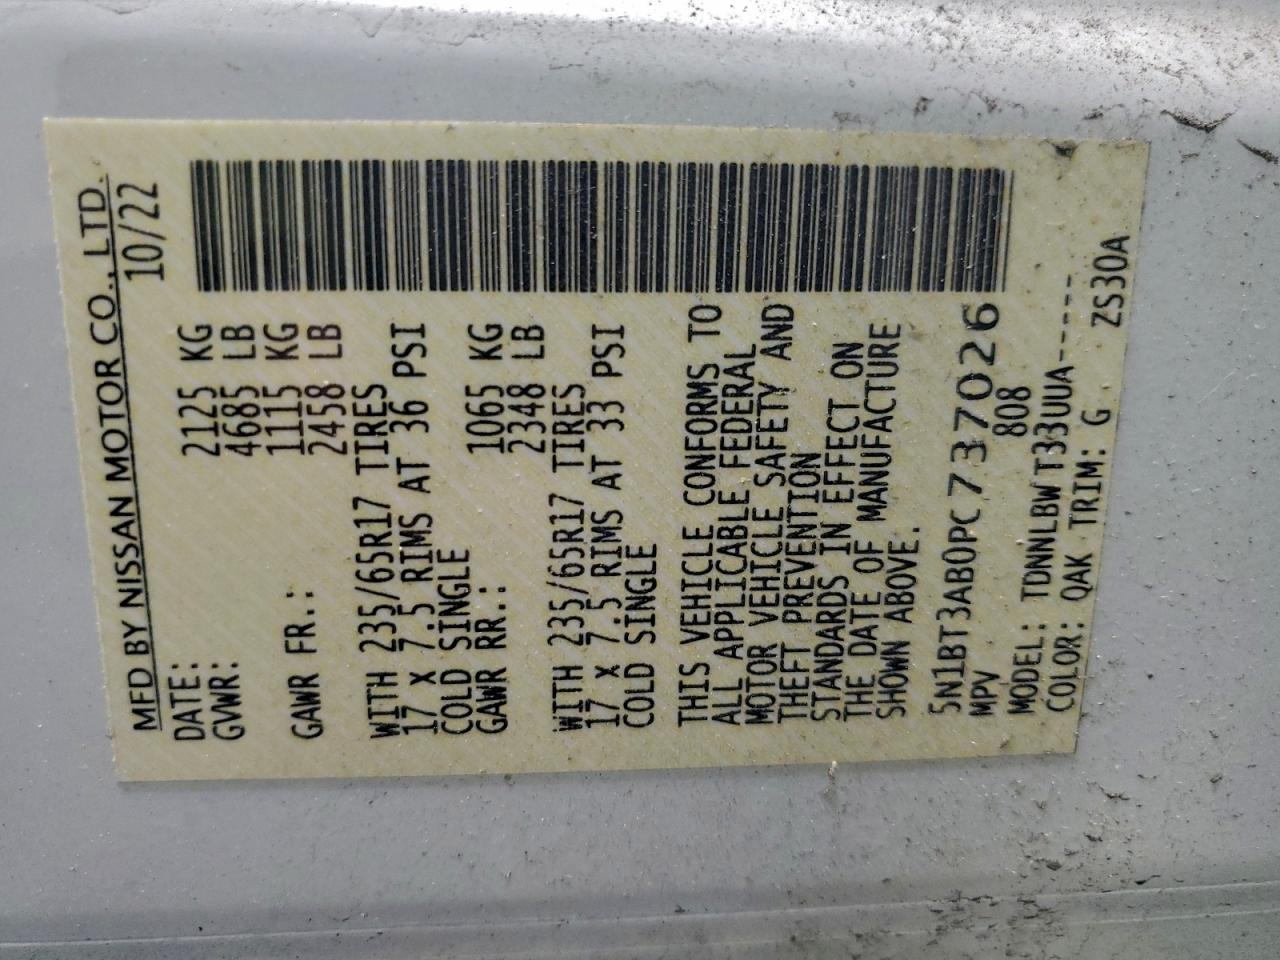 MFD BY NISSAN MOTOR CO., LTD.
DATE: 10/22
GVWR: 2125 KG
4685 LB
GAWR FR.: 1115 KG
2458 LB
WITH 235/65R17 TIRES
17 x 7.5 RIMS AT 36 PSI
COLD SINGLE
GAWR RR.: 1065 KG
2348 LB
WITH 235/65R17 TIRES
17 x 7.5 RIMS AT 33 PSI
COLD SINGLE
THIS VEHICLE CONFORMS TO
ALL APPLICABLE FEDERAL
MOTOR VEHICLE SAFETY AND
THEFT PREVENTION
STANDARDS IN EFFECT ON
THE DATE OF MANUFACTURE
SHOWN ABOVE.
5N1BT3AB0PC737026
MPV 808
MODEL: TDNNLBWT33UUA-----
COLOR: QAK TRIM: G ZS30A